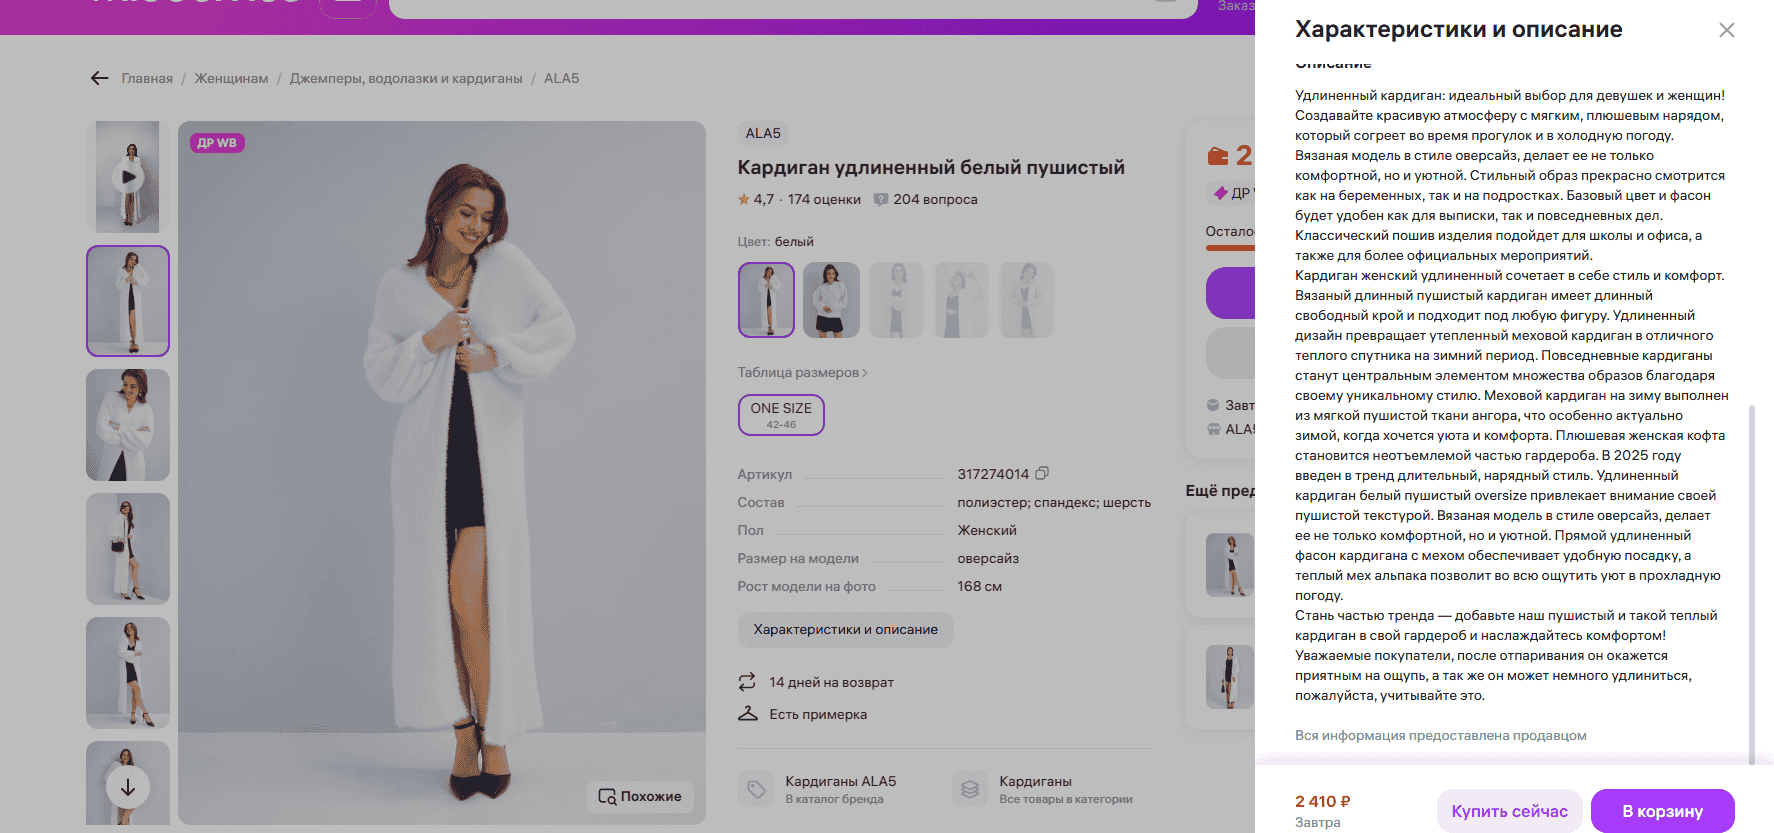 Заказ
Главная / Женщинам / Джемперы, водолазки и кардиганы / ALA5
ДР WB
Похожие
ALA5
Кардиган удлиненный белый пушистый
4,7 · 174 оценки 204 вопроса
Цвет: белый
Таблица размеров
ONE SIZE
42-46
Артикул 317274014
Состав полиэстер; спандекс; шерсть
Пол Женский
Размер на модели оверсайз
Рост модели на фото 168 см
Характеристики и описание
14 дней на возврат
Есть примерка
Кардиганы ALA5
В каталог бренда
Кардиганы
Все товары в категории
2
ДР
Остало
Завт
ALA5
Ещё пред
Характеристики и описание
Описание
Удлиненный кардиган: идеальный выбор для девушек и женщин!
Создавайте красивую атмосферу с мягким, плюшевым нарядом,
который согреет во время прогулок и в холодную погоду.
Вязаная модель в стиле оверсайз, делает ее не только
комфортной, но и уютной. Стильный образ прекрасно смотрится
как на беременных, так и на подростках. Базовый цвет и фасон
будет удобен как для выписки, так и повседневных дел.
Классический пошив изделия подойдет для школы и офиса, а
также для более официальных мероприятий.
Кардиган женский удлиненный сочетает в себе стиль и комфорт.
Вязаный длинный пушистый кардиган имеет длинный
свободный крой и подходит под любую фигуру. Удлиненный
дизайн превращает утепленный меховой кардиган в отличного
теплого спутника на зимний период. Повседневные кардиганы
станут центральным элементом множества образов благодаря
своему уникальному стилю. Меховой кардиган на зиму выполнен
из мягкой пушистой ткани ангора, что особенно актуально
зимой, когда хочется уюта и комфорта. Плюшевая женская кофта
становится неотъемлемой частью гардероба. В 2025 году
введен в тренд длительный, нарядный стиль. Удлиненный
кардиган белый пушистый oversize привлекает внимание своей
пушистой текстурой. Вязаная модель в стиле оверсайз, делает
ее не только комфортной, но и уютной. Прямой удлиненный
фасон кардигана с мехом обеспечивает удобную посадку, а
теплый мех альпака позволит во всю ощутить уют в прохладную
погоду.
Стань частью тренда — добавьте наш пушистый и такой теплый
кардиган в свой гардероб и наслаждайтесь комфортом!
Уважаемые покупатели, после отпаривания он окажется
приятным на ощупь, а так же он может немного удлиниться,
пожалуйста, учитывайте это.
Вся информация предоставлена продавцом
2 410 ₽
Завтра
Купить сейчас
В корзину